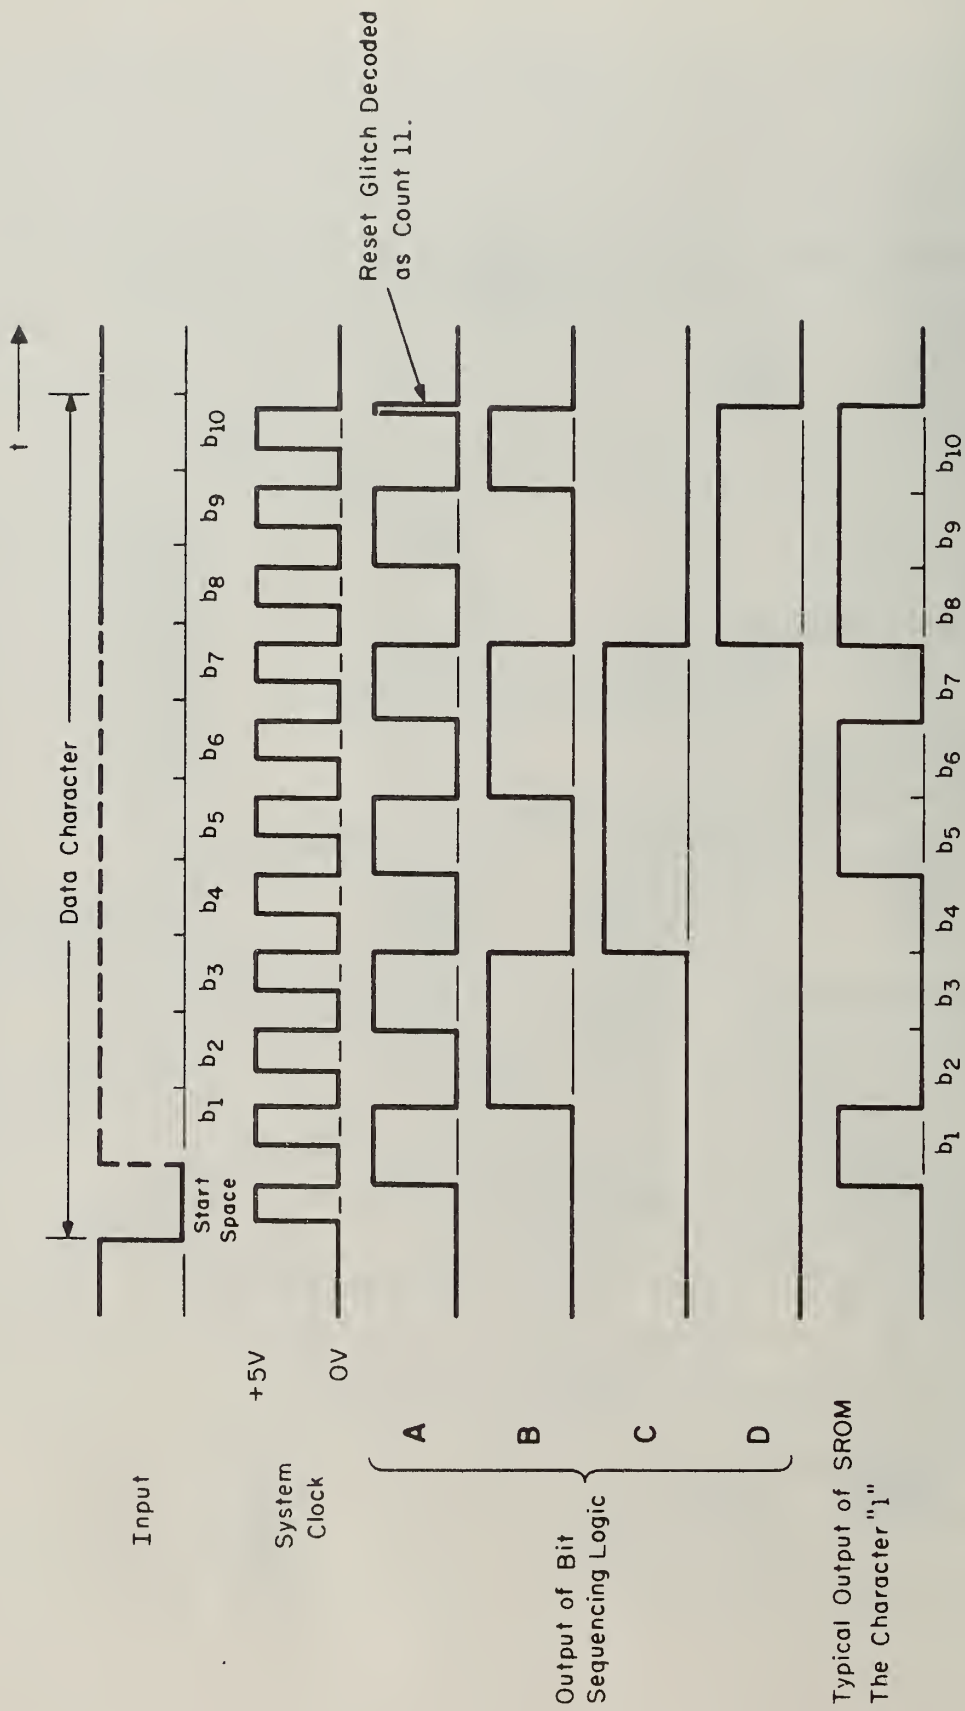 t
Data Character
Input
Start
Space
b1 b2 b3 b4 b5 b6 b7 b8 b9 b10
System
Clock
+5V
0V
Reset Glitch Decoded
as Count 11.
Output of Bit
Sequencing Logic
A
B
C
D
Typical Output of SROM
The Character "1"
b1 b2 b3 b4 b5 b6 b7 b8 b9 b10